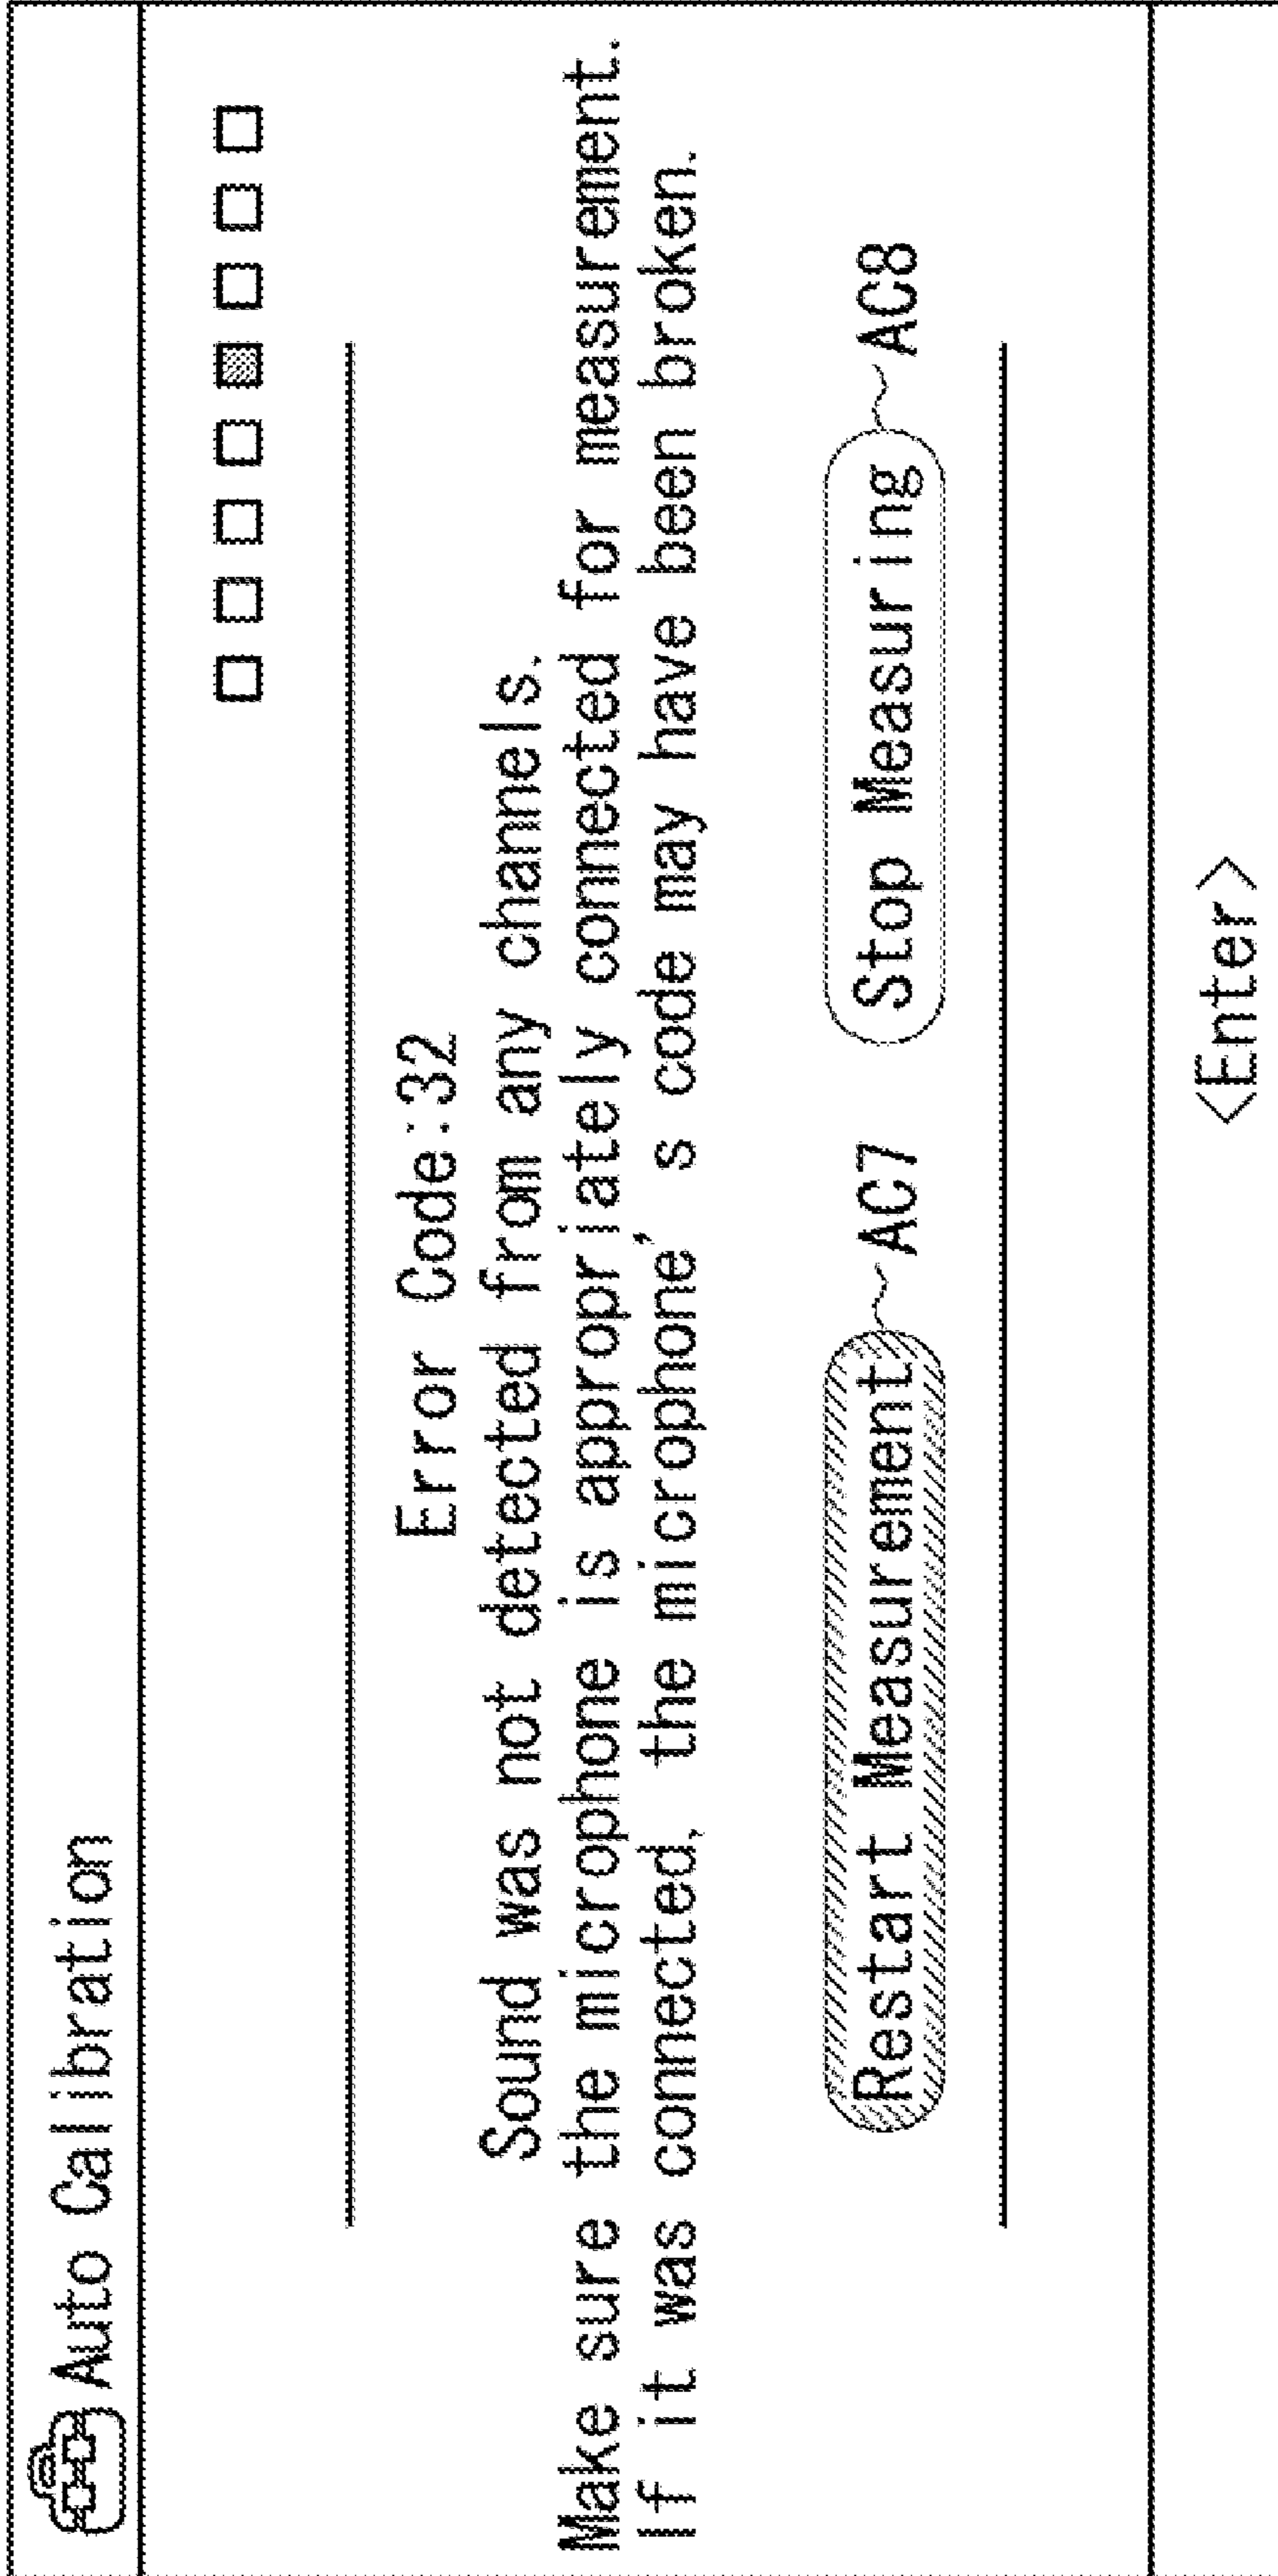 Auto Calibration
Error Code:32
Sound was not detected from any channels.
Make sure the microphone is appropriately connected for measurement.
If it was connected, the microphone's code may have been broken.
Restart Measurement AC7 Stop Measuring AC8
<Enter>